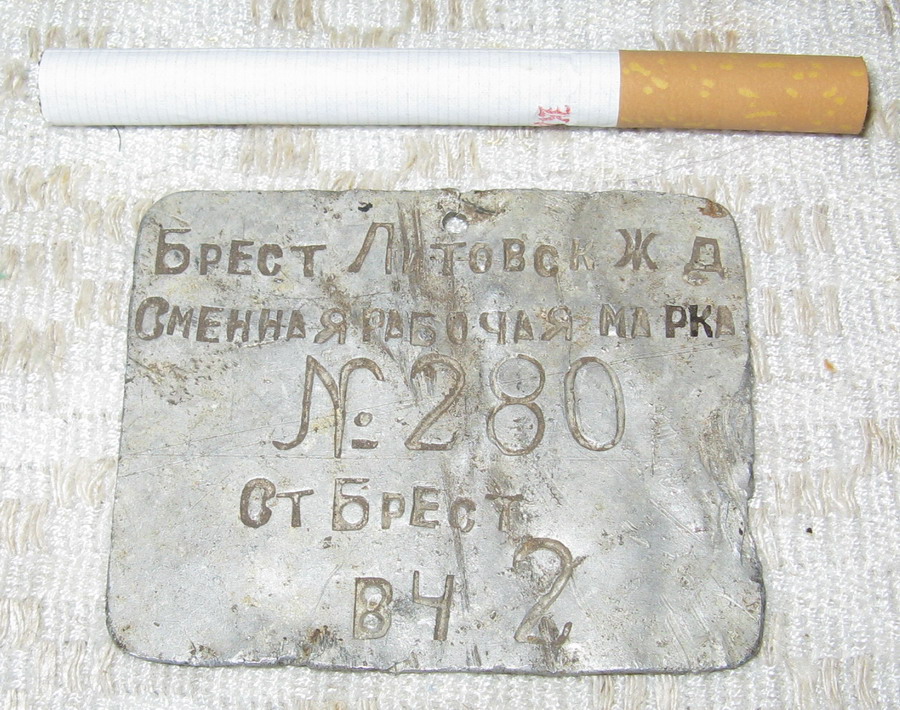 БРЕСТ ЛИТОВСК Ж Д
СМЕННАЯ РАБОЧАЯ МАРКА
№ 280
СТ БРЕСТ
ВЧ 2